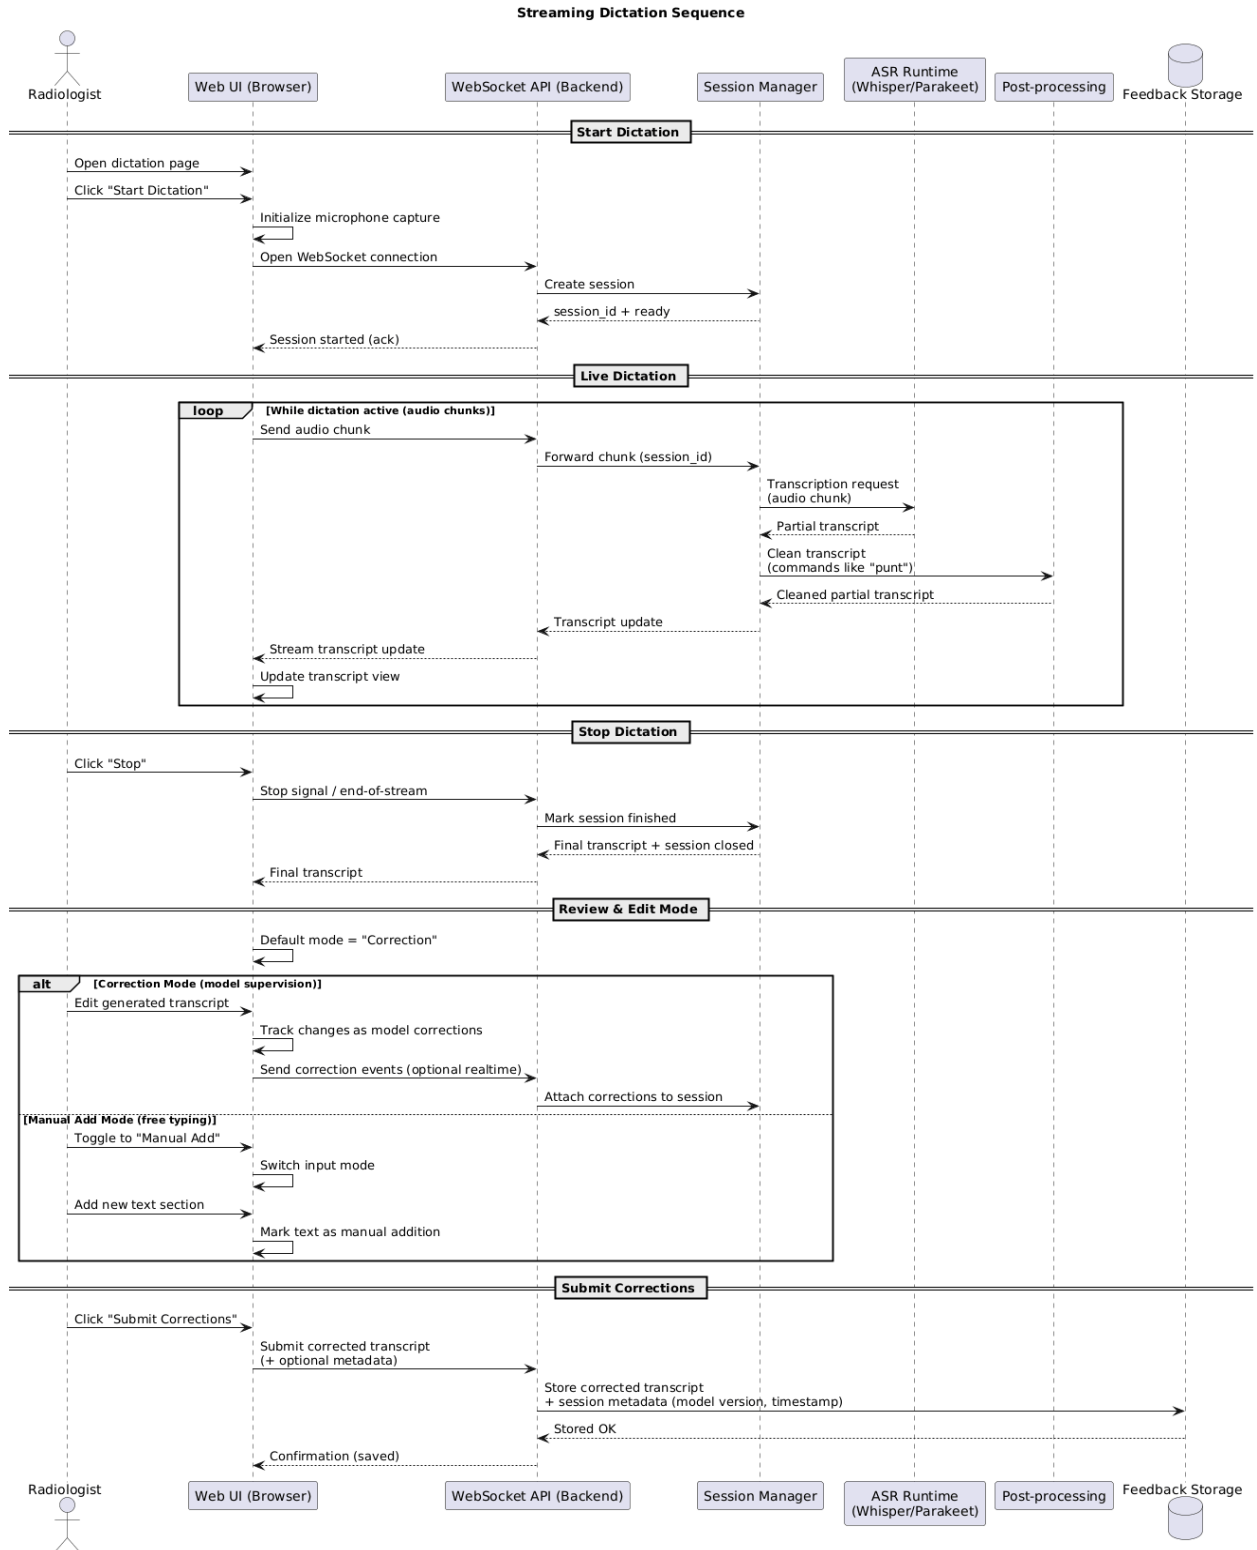 Streaming Dictation Sequence
Radiologist
Web UI (Browser)
WebSocket API (Backend)
Session Manager
ASR Runtime
(Whisper/Parakeet)
Post-processing
Feedback Storage
Start Dictation
Open dictation page
Click "Start Dictation"
Initialize microphone capture
Open WebSocket connection
Create session
session_id + ready
Session started (ack)
Live Dictation
loop
[While dictation active (audio chunks)]
Send audio chunk
Forward chunk (session_id)
Transcription request
(audio chunk)
Partial transcript
Clean transcript
(commands like "punt")
Cleaned partial transcript
Transcript update
Stream transcript update
Update transcript view
Stop Dictation
Click "Stop"
Stop signal / end-of-stream
Mark session finished
Final transcript + session closed
Final transcript
Review & Edit Mode
Default mode = "Correction"
alt
[Correction Mode (model supervision)]
Edit generated transcript
Track changes as model corrections
Send correction events (optional realtime)
Attach corrections to session
[Manual Add Mode (free typing)]
Toggle to "Manual Add"
Switch input mode
Add new text section
Mark text as manual addition
Submit Corrections
Click "Submit Corrections"
Submit corrected transcript
(+ optional metadata)
Store corrected transcript
+ session metadata (model version, timestamp)
Stored OK
Confirmation (saved)
Radiologist
Web UI (Browser)
WebSocket API (Backend)
Session Manager
ASR Runtime
(Whisper/Parakeet)
Post-processing
Feedback Storage